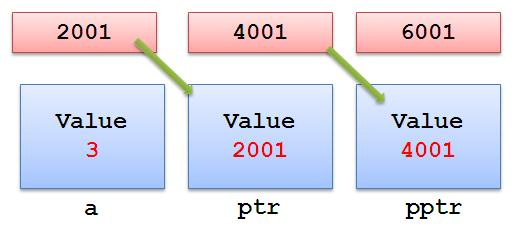 2001 4001 6001
Value Value Value
3 2001 4001
a ptr pptr